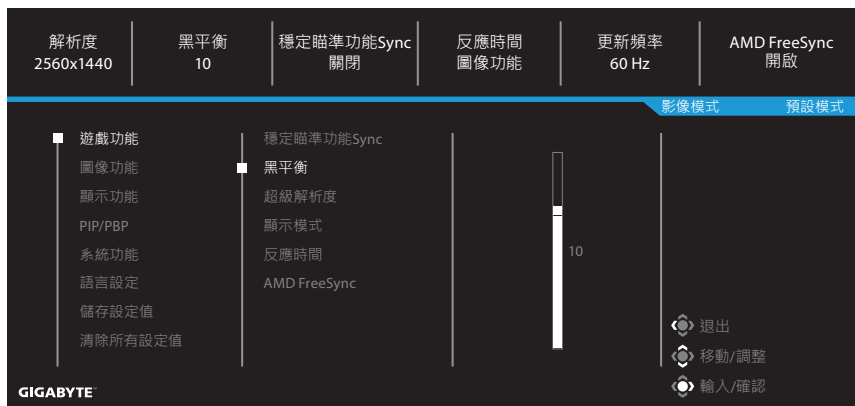 解析度
2560x1440
黑平衡
10
穩定瞄準功能Sync
關閉
反應時間
圖像功能
更新頻率
60 Hz
AMD FreeSync
開啟
影像模式
預設模式
遊戲功能
圖像功能
顯示功能
PIP/PBP
系統功能
語言設定
儲存設定值
清除所有設定值
穩定瞄準功能Sync
黑平衡
超級解析度
顯示模式
反應時間
AMD FreeSync
10
退出
移動/調整
輸入/確認
GIGABYTE™